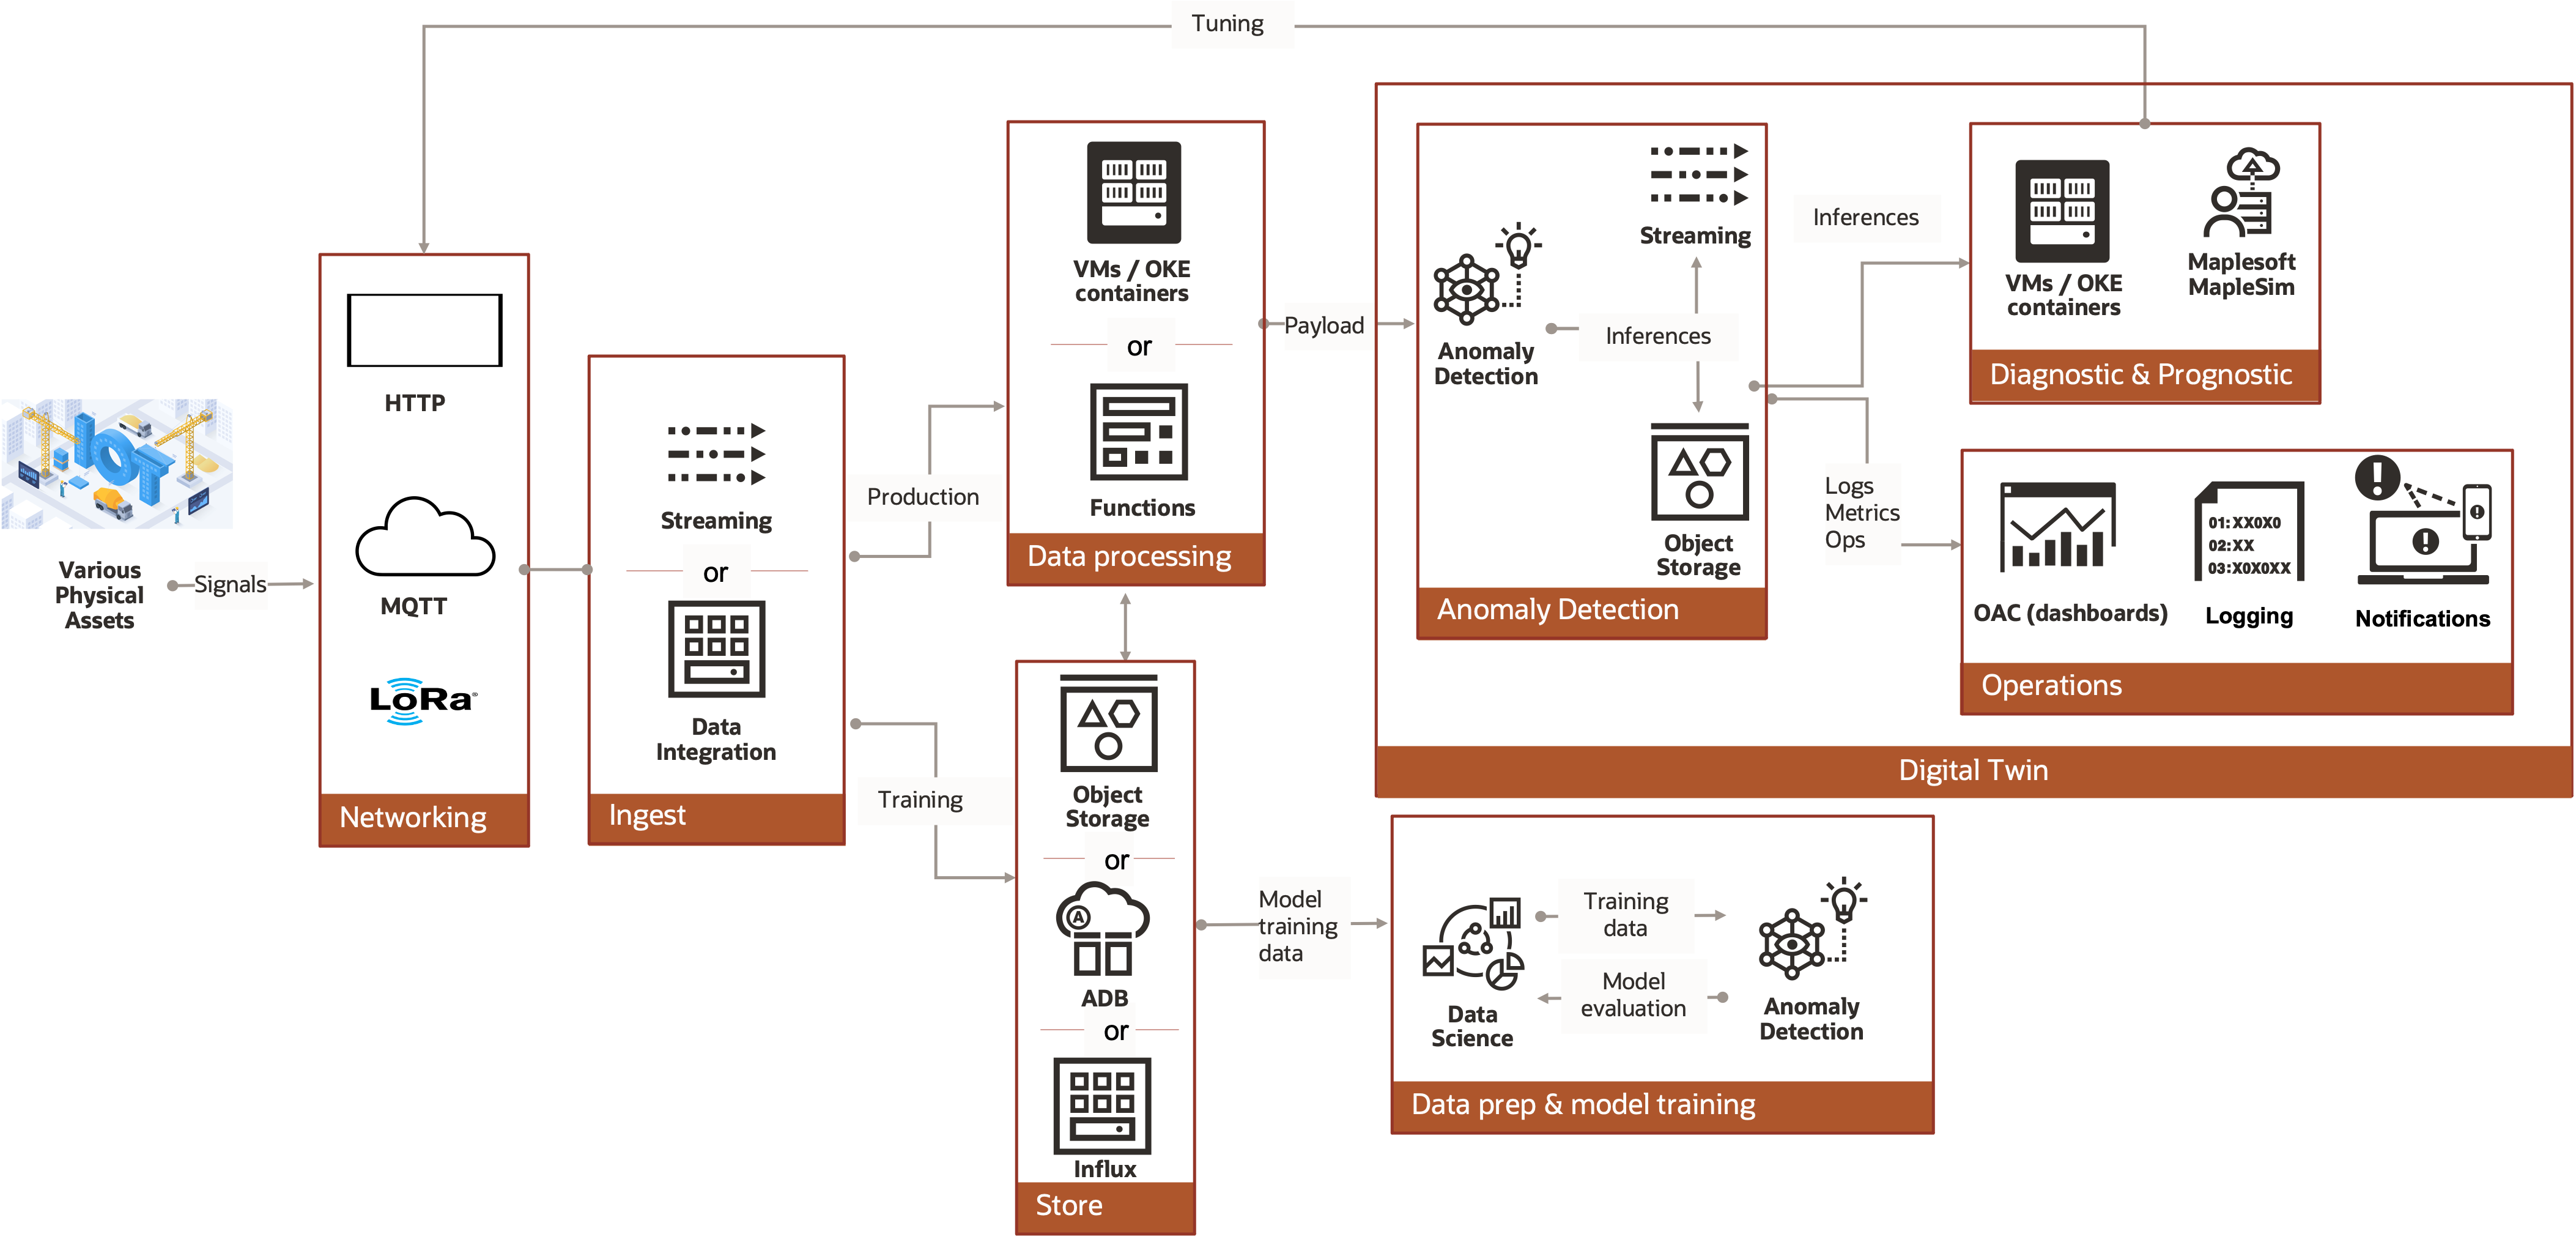 Tuning
Various
Physical
Assets
Signals
HTTP
MQTT
LoRa
Networking
Streaming
or
Data
Integration
Ingest
Production
Training
VMs / OKE
containers
or
Functions
Data processing
Object
Storage
or
ADB
or
Influx
Store
Payload
Model
training
data
Anomaly
Detection
Inferences
Streaming
Object
Storage
Anomaly Detection
Inferences
Logs
Metrics
Ops
VMs / OKE
containers
Maplesoft
MapleSim
Diagnostic & Prognostic
OAC (dashboards)
01:XX0X0
02:XX
03:X0X0XX
Logging
Notifications
Operations
Digital Twin
Data
Science
Training
data
Model
evaluation
Anomaly
Detection
Data prep & model training
IOT
A